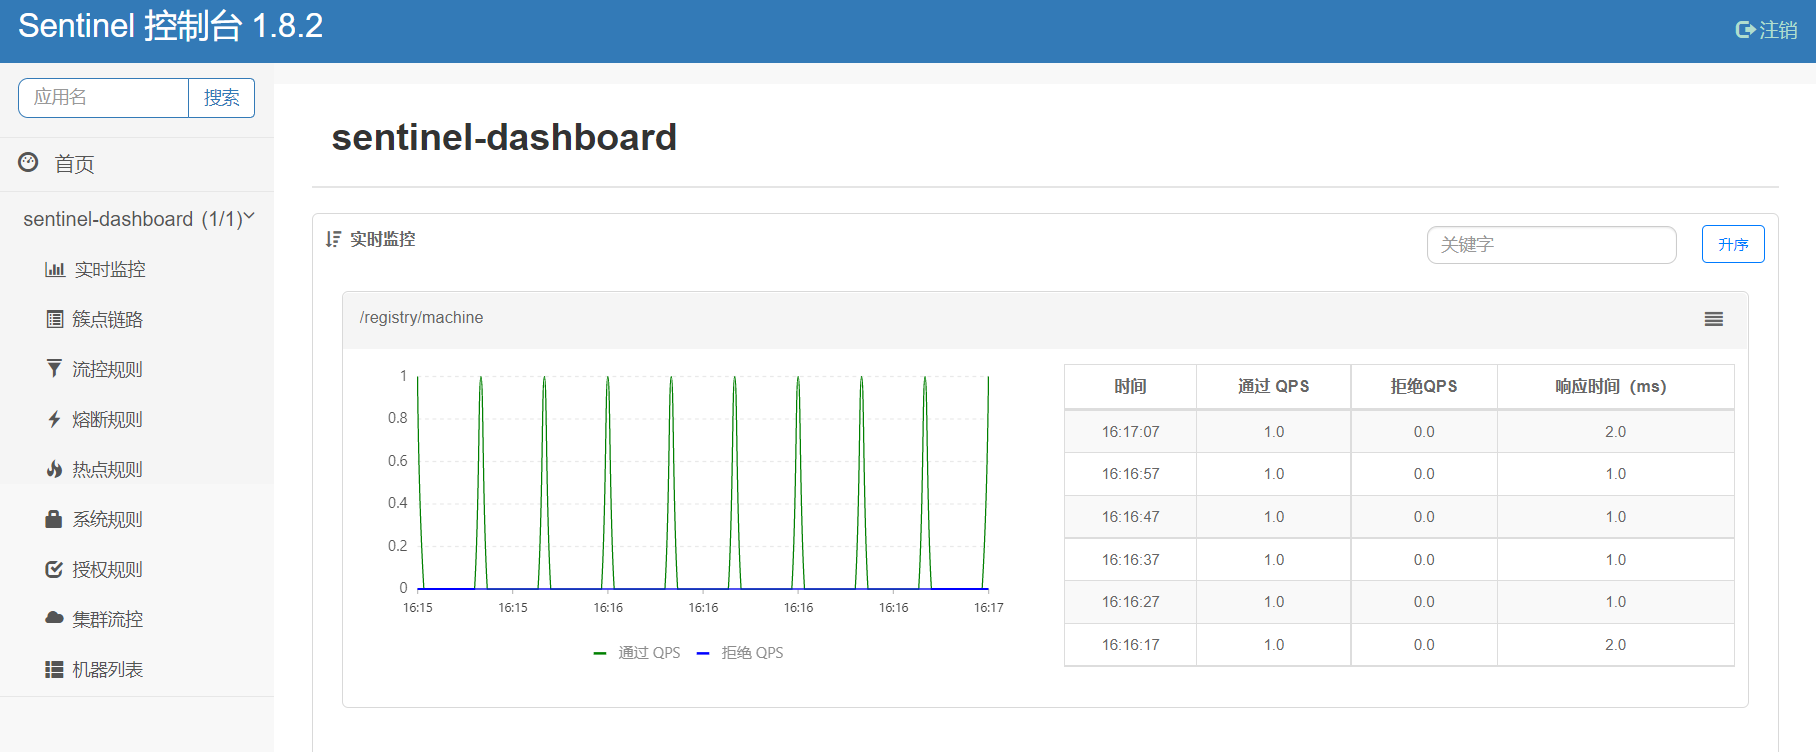 Sentinel 控制台 1.8.2
注销
应用名 搜索
首页
sentinel-dashboard (1/1)
实时监控
簇点链路
流控规则
熔断规则
热点规则
系统规则
授权规则
集群流控
机器列表
sentinel-dashboard
实时监控 关键字 升序
/registry/machine
1
0.8
0.6
0.4
0.2
0
16:15 16:15 16:16 16:16 16:16 16:16 16:17
通过 QPS 拒绝 QPS
时间 通过 QPS 拒绝QPS 响应时间（ms）
16:17:07 1.0 0.0 2.0
16:16:57 1.0 0.0 1.0
16:16:47 1.0 0.0 1.0
16:16:37 1.0 0.0 1.0
16:16:27 1.0 0.0 1.0
16:16:17 1.0 0.0 2.0